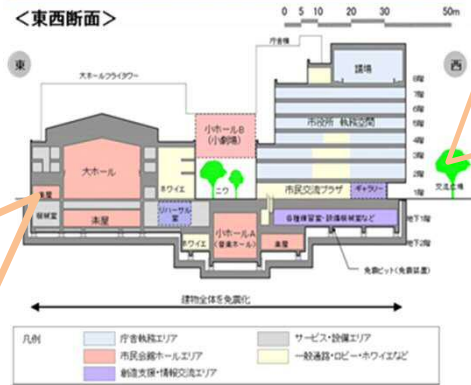 ＜東西断面＞
0 5 10 20 30 50m
庁舎棟
東
西
大ホールフライタワー
議場
8階
7階
6階
5階
4階
3階
2階
1階
小ホールB
(小劇場)
市役所 執務空間
大ホール
ホワイエ
ニワ
市民交流プラザ
ギャラリー
交流広場
楽屋
機械室
楽屋
リハーサル
室
小ホールA
(音楽ホール)
各種練習室・設備機械室など
地下1階
ホワイエ
楽屋
地下2階
免震ピット(免震装置)
建物全体を免震化
凡例
庁舎執務エリア
サービス・設備エリア
市民会館ホールエリア
一般通路・ロビー・ホワイエなど
創造支援・情報交流エリア